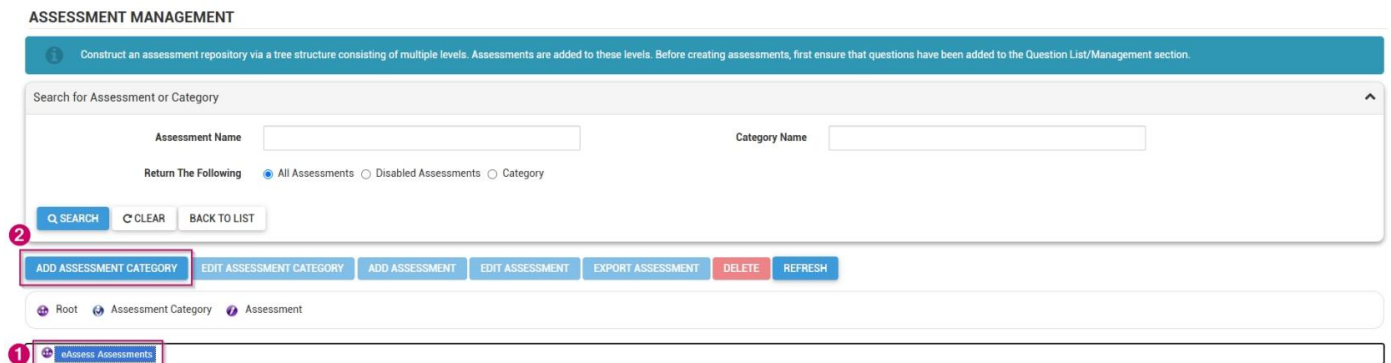 ASSESSMENT MANAGEMENT
Construct an assessment repository via a tree structure consisting of multiple levels. Assessments are added to these levels. Before creating assessments, first ensure that questions have been added to the Question List/Management section.
Search for Assessment or Category
Assessment Name Category Name
Return The Following All Assessments Disabled Assessments Category
SEARCH CLEAR BACK TO LIST
2
ADD ASSESSMENT CATEGORY EDIT ASSESSMENT CATEGORY ADD ASSESSMENT EDIT ASSESSMENT EXPORT ASSESSMENT DELETE REFRESH
Root Assessment Category Assessment
1 eAssess Assessments